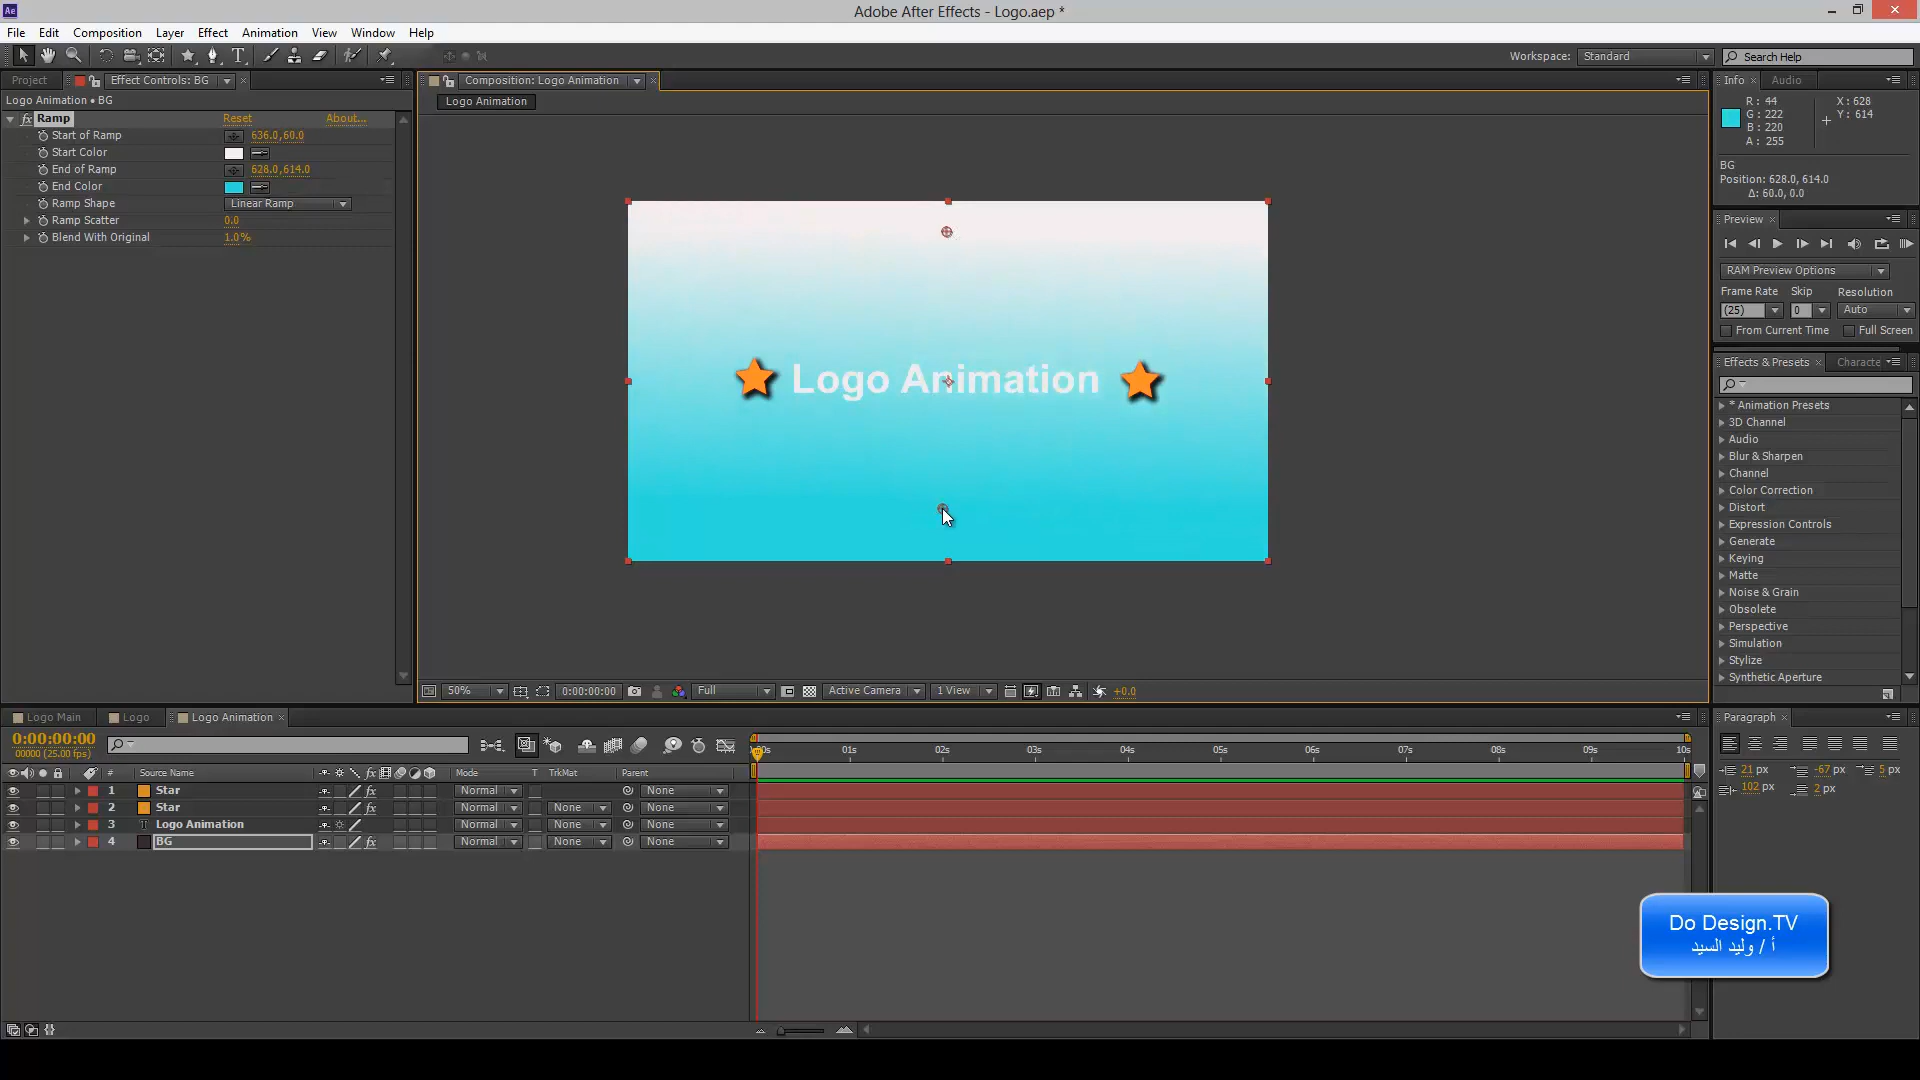 Adobe After Effects - Logo.aep *
File Edit Composition Layer Effect Animation View Window Help
Workspace: Standard Search Help
Project Effect Controls: BG
Logo Animation • BG
Ramp Reset About...
Start of Ramp 636.0,60.0
Start Color
End of Ramp 628.0,614.0
End Color
Ramp Shape Linear Ramp
Ramp Scatter 0.0
Blend With Original 1.0%
Composition: Logo Animation
Logo Animation
Logo Animation
50% 0:00:00:00 Full Active Camera 1 View +0.0
Info Audio
R: 44 X: 628
G: 222 Y: 614
B: 220
A: 255
BG
Position: 628.0, 614.0
Δ: 60.0, 0.0
Preview
RAM Preview Options
Frame Rate Skip Resolution
(25) 0 Auto
From Current Time Full Screen
Effects & Presets Characte
* Animation Presets
3D Channel
Audio
Blur & Sharpen
Channel
Color Correction
Distort
Expression Controls
Generate
Keying
Matte
Noise & Grain
Obsolete
Perspective
Simulation
Stylize
Synthetic Aperture
Logo Main Logo Logo Animation
0:00:00:00
00000 (25.00 fps)
# Source Name Mode T TrkMat Parent
1 Star Normal None
2 Star Normal None None
3 Logo Animation Normal None None
4 BG Normal None None
01s 02s 03s 04s 05s 06s 07s 08s 09s 10s
Paragraph
21 px -67 px 5 px
102 px 2 px
Do Design.TV
أ / وليد السيد